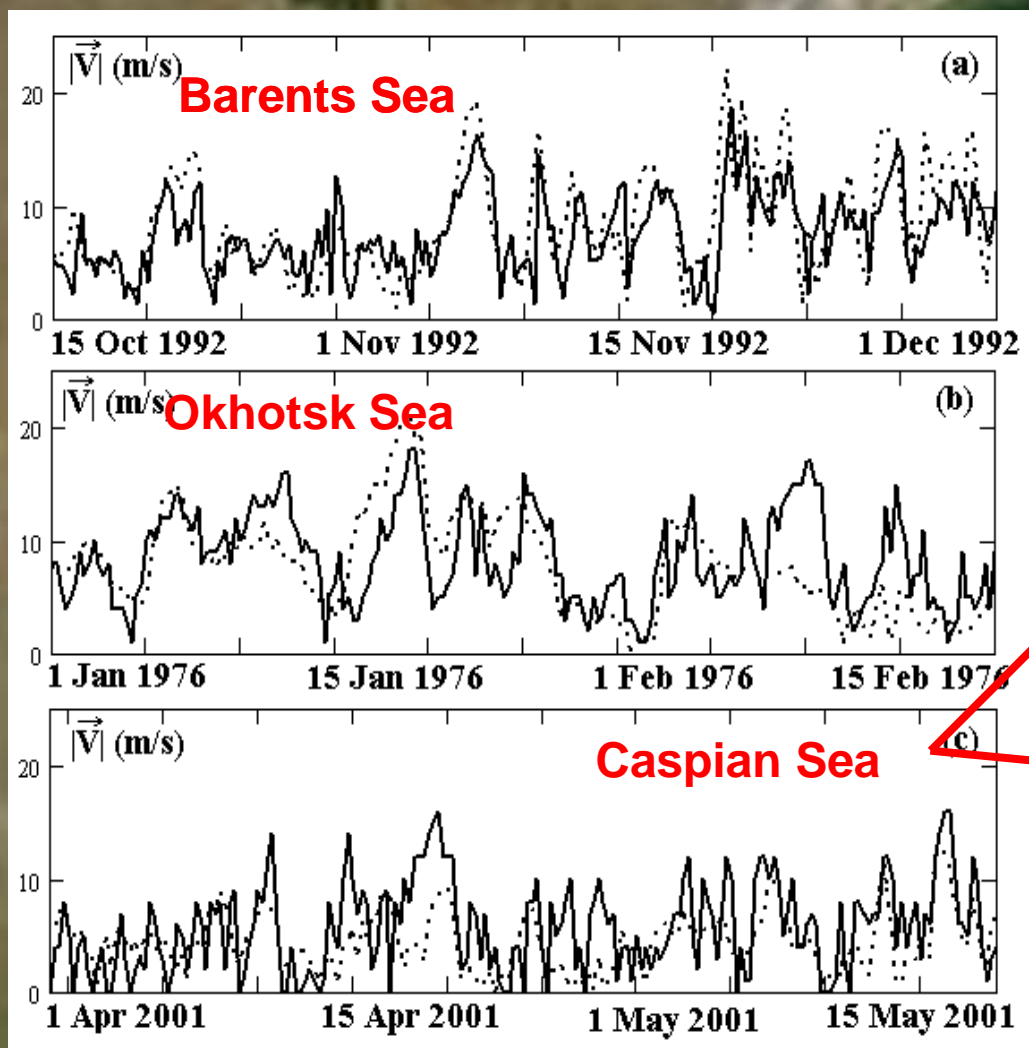 |V| (m/s) (a)
Barents Sea
20
10
0
15 Oct 1992 1 Nov 1992 15 Nov 1992 1 Dec 1992
|V| (m/s) (b)
Okhotsk Sea
20
10
0
1 Jan 1976 15 Jan 1976 1 Feb 1976 15 Feb 1976
|V| (m/s) (c)
Caspian Sea
20
10
0
1 Apr 2001 15 Apr 2001 1 May 2001 15 May 2001